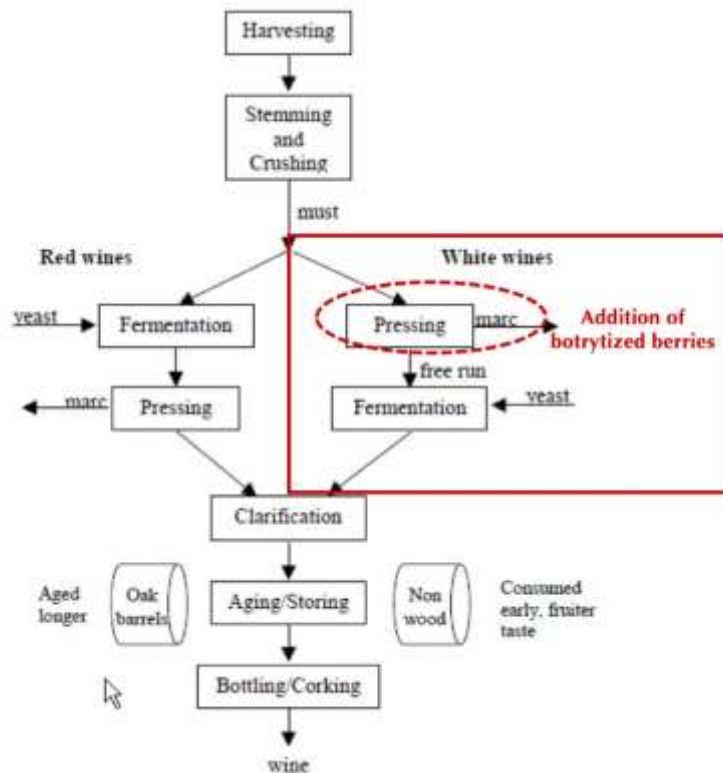 Harvesting
Stemming
and
Crushing
must
Red wines
White wines
yeast
Fermentation
Pressing
marc
Addition of
botrytized berries
free run
marc
Pressing
Fermentation
yeast
Clarification
Aged
longer
Oak
barrels
Aging/Storing
Non
wood
Consumed
early, fruiter
taste
Bottling/Corking
wine